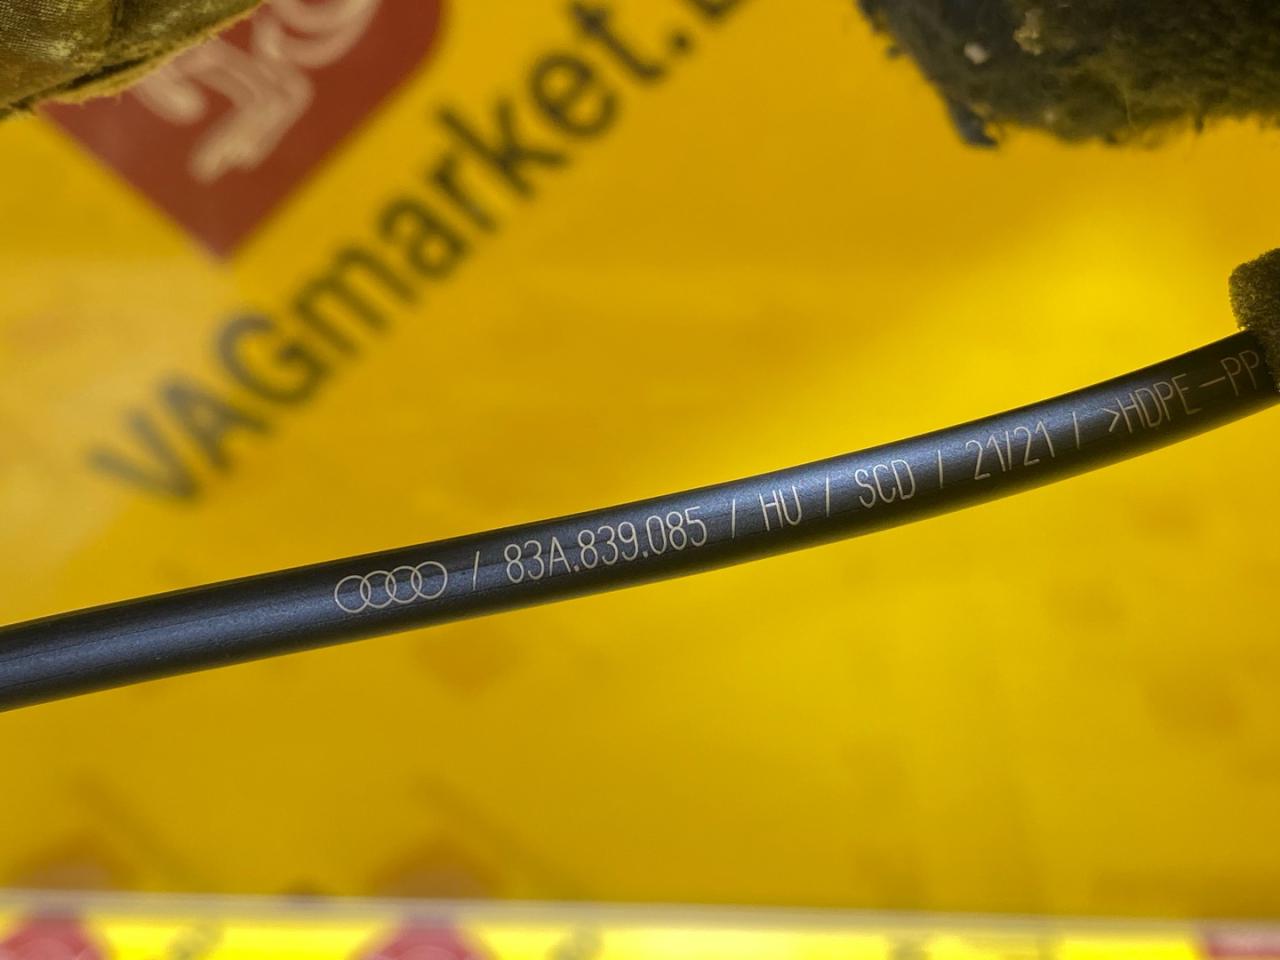 VAGmarket.
/ 83A.839.085 / HU / SCD / 21/21 / >HDPE-PP